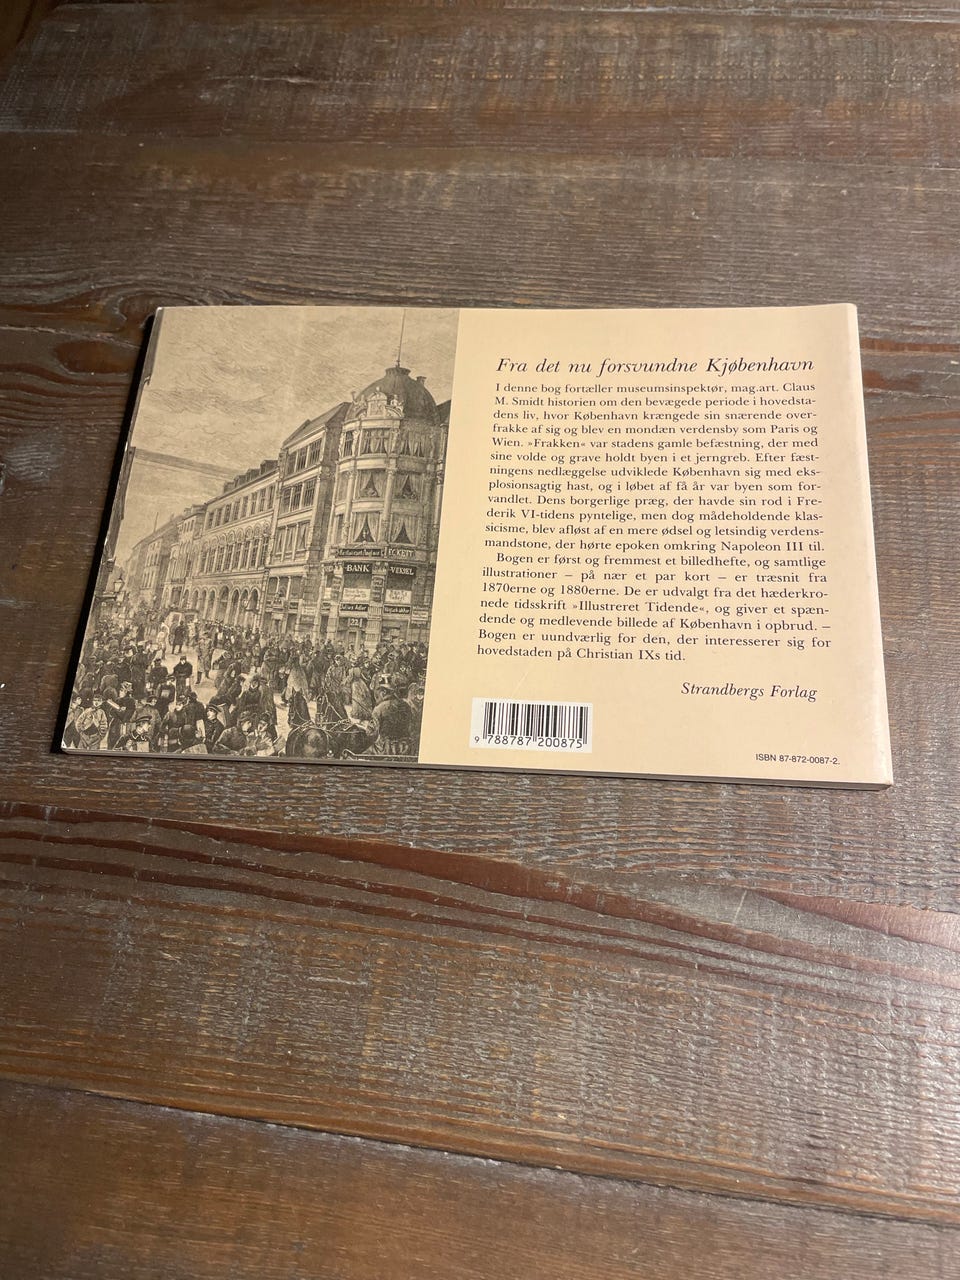 Fra det nu forsvundne Kjøbenhavn
I denne bog fortæller museumsinspektør, mag.art. Claus
M. Smidt historien om den bevægede periode i hovedsta-
dens liv, hvor København krængede sin snærende over-
frakke af sig og blev en mondæn verdensby som Paris og
Wien. »Frakken« var stadens gamle befæstning, der med
sine volde og grave holdt byen i et jerngreb. Efter fæst-
ningens nedlæggelse udviklede København sig med eks-
plosionsagtig hast, og i løbet af få år var byen som for-
vandlet. Dens borgerlige præg, der havde sin rod i Fre-
derik VI-tidens pyntelige, men dog mådeholdende klas-
sicisme, blev afløst af en mere ødsel og letsindig verdens-
mandstone, der hørte epoken omkring Napoleon III til.
Bogen er først og fremmest et billedhefte, og samtlige
illustrationer – på nær et par kort – er træsnit fra
1870erne og 1880erne. De er udvalgt fra det hæderkro-
nede tidsskrift »Illustreret Tidende«, og giver et spæn-
dende og medlevende billede af København i opbrud. –
Bogen er uundværlig for den, der interesserer sig for
hovedstaden på Christian IXs tid.
Strandbergs Forlag
9 788787 200875
ISBN 87-872-0087-2.
ECKEIT
BANK
VEKSEL
Julius Adler
22